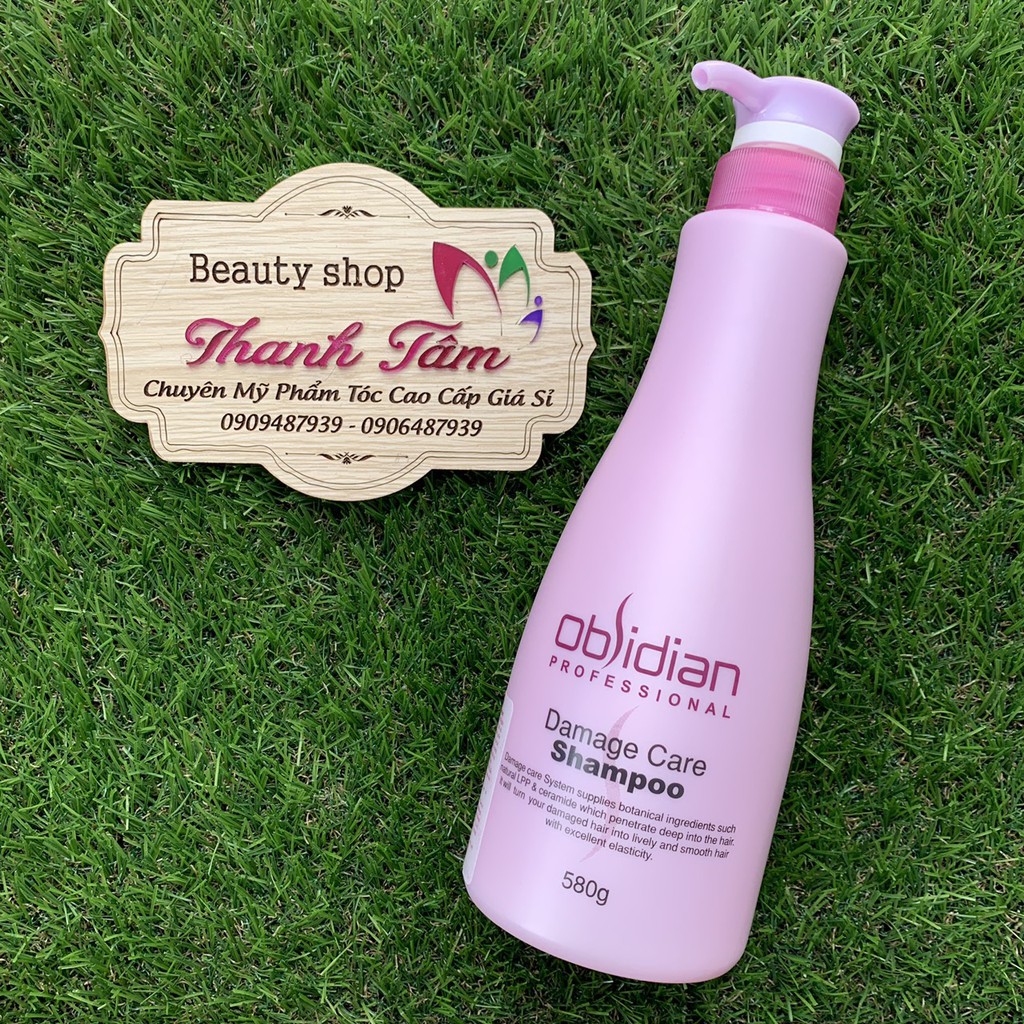 Beauty shop
Thanh Tâm
Chuyên Mỹ Phẩm Tóc Cao Cấp Giá Sỉ
0909487939 - 0906487939
obsidian
PROFESSIONAL
Damage Care
Shampoo
Damage care System supplies botanical ingredients such
natural LPP & ceramide which penetrate deep into the hair.
it will turn your damaged hair into lively and smooth hair
with excellent elasticity.
580g